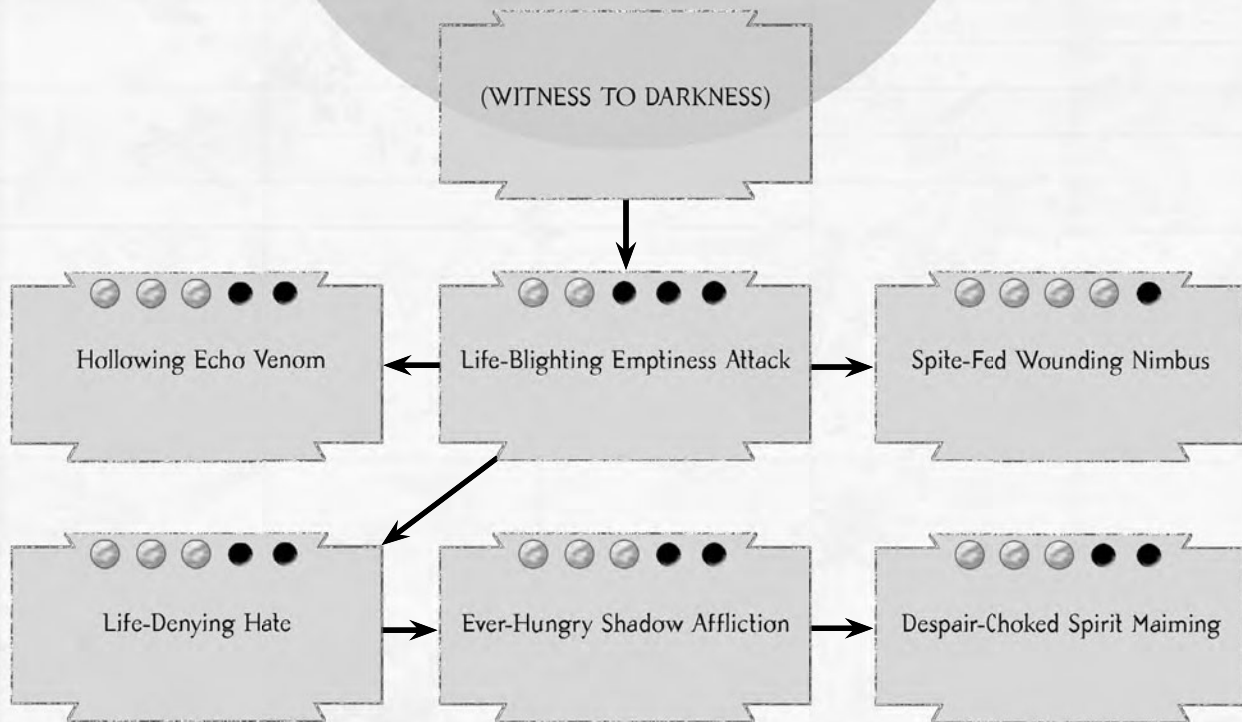 (WITNESS TO DARKNESS)
Hollowing Echo Venom
Life-Blighting Emptiness Attack
Spite-Fed Wounding Nimbus
Life-Denying Hate
Ever-Hungry Shadow Affliction
Despair-Choked Spirit Maiming